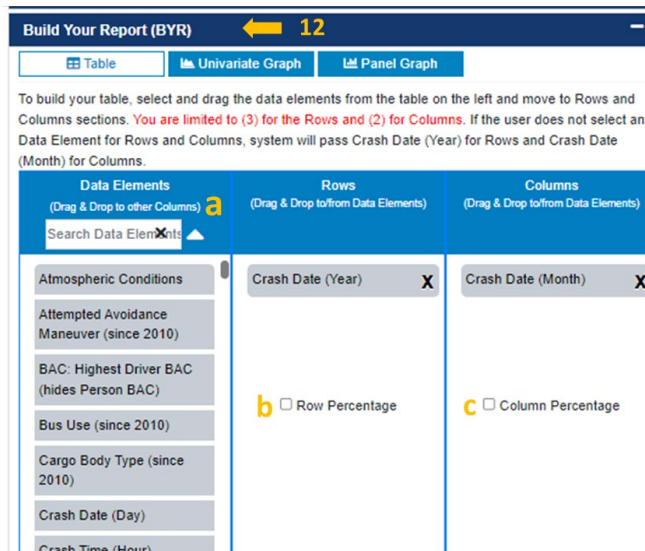 Build Your Report (BYR) 12
Table Univariate Graph Panel Graph
To build your table, select and drag the data elements from the table on the left and move to Rows and
Columns sections. You are limited to (3) for the Rows and (2) for Columns. If the user does not select an
Data Element for Rows and Columns, system will pass Crash Date (Year) for Rows and Crash Date
(Month) for Columns.
Data Elements
(Drag & Drop to other Columns) a
Search Data Elements
Rows
(Drag & Drop to/from Data Elements)
Columns
(Drag & Drop to/from Data Elements)
Atmospheric Conditions
Attempted Avoidance
Maneuver (since 2010)
BAC: Highest Driver BAC
(hides Person BAC)
Bus Use (since 2010)
Cargo Body Type (since
2010)
Crash Date (Day)
Crash Time (Hour)
Crash Date (Year) X
b Row Percentage
Crash Date (Month) X
c Column Percentage